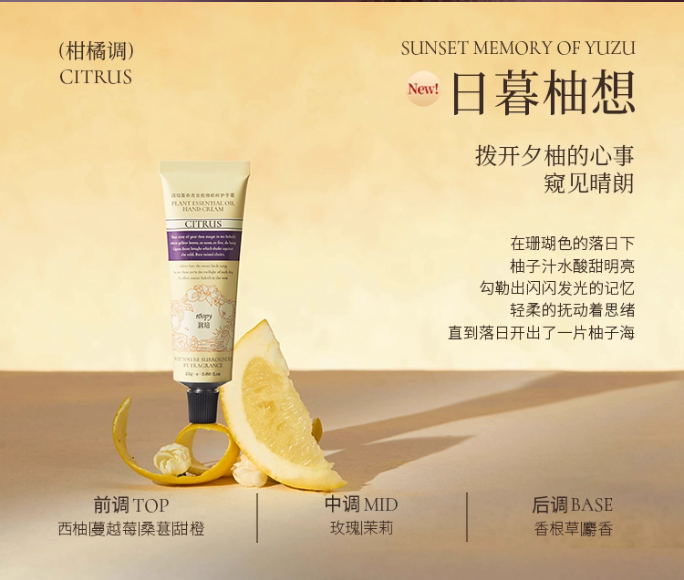 (柑橘调)
CITRUS
SUNSET MEMORY OF YUZU
New!
日暮柚想
拨开夕柚的心事
窥见晴朗
在珊瑚色的落日下
柚子汁水酸甜明亮
勾勒出闪闪发光的记忆
轻柔的抚动着思绪
直到落日开出了一片柚子海
PLANT ESSENTIAL OIL
HAND CREAM
CITRUS
润培
BY FRAGRANCE
前调 TOP
西柚|蔓越莓|桑葚|甜橙
中调 MID
玫瑰|茉莉
后调 BASE
香根草|麝香